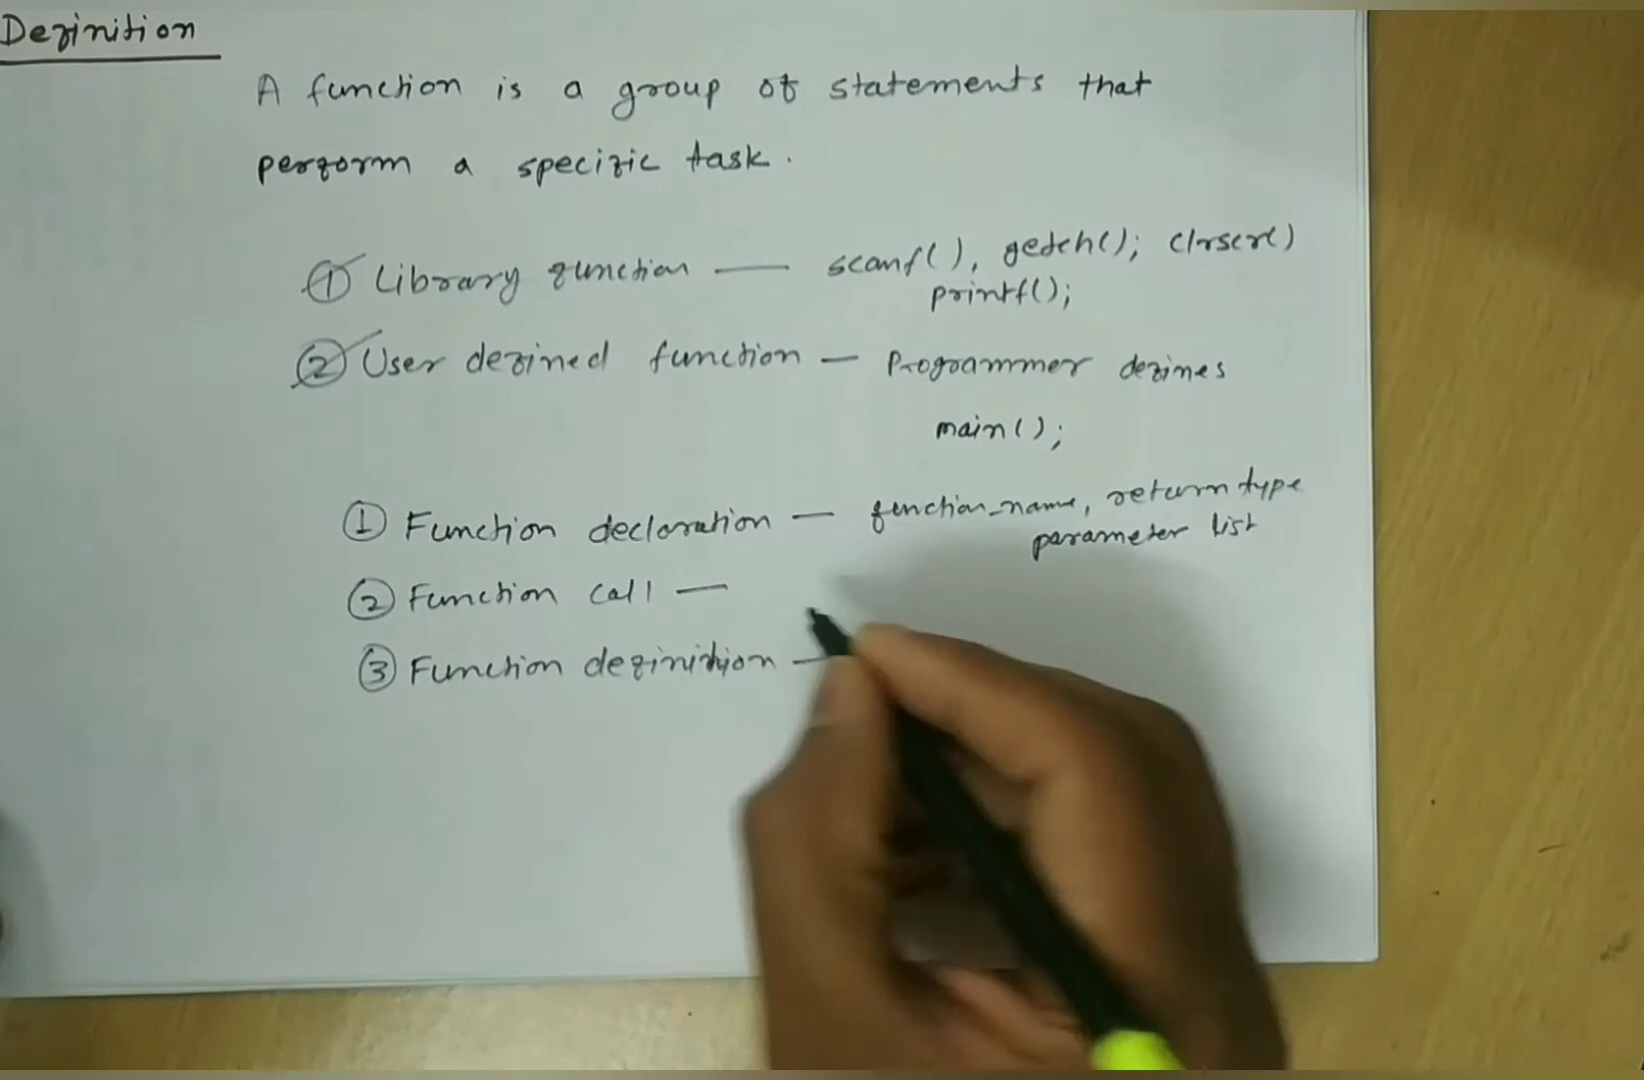 Definition
A function is a group of statements that
perform a specific task.
① Library function — scanf(), getch(); clrscr()
printf();
② User defined function — Programmer defines
main();
① Function declaration — function_name, return type
parameter list
② Function call —
③ Function definition —